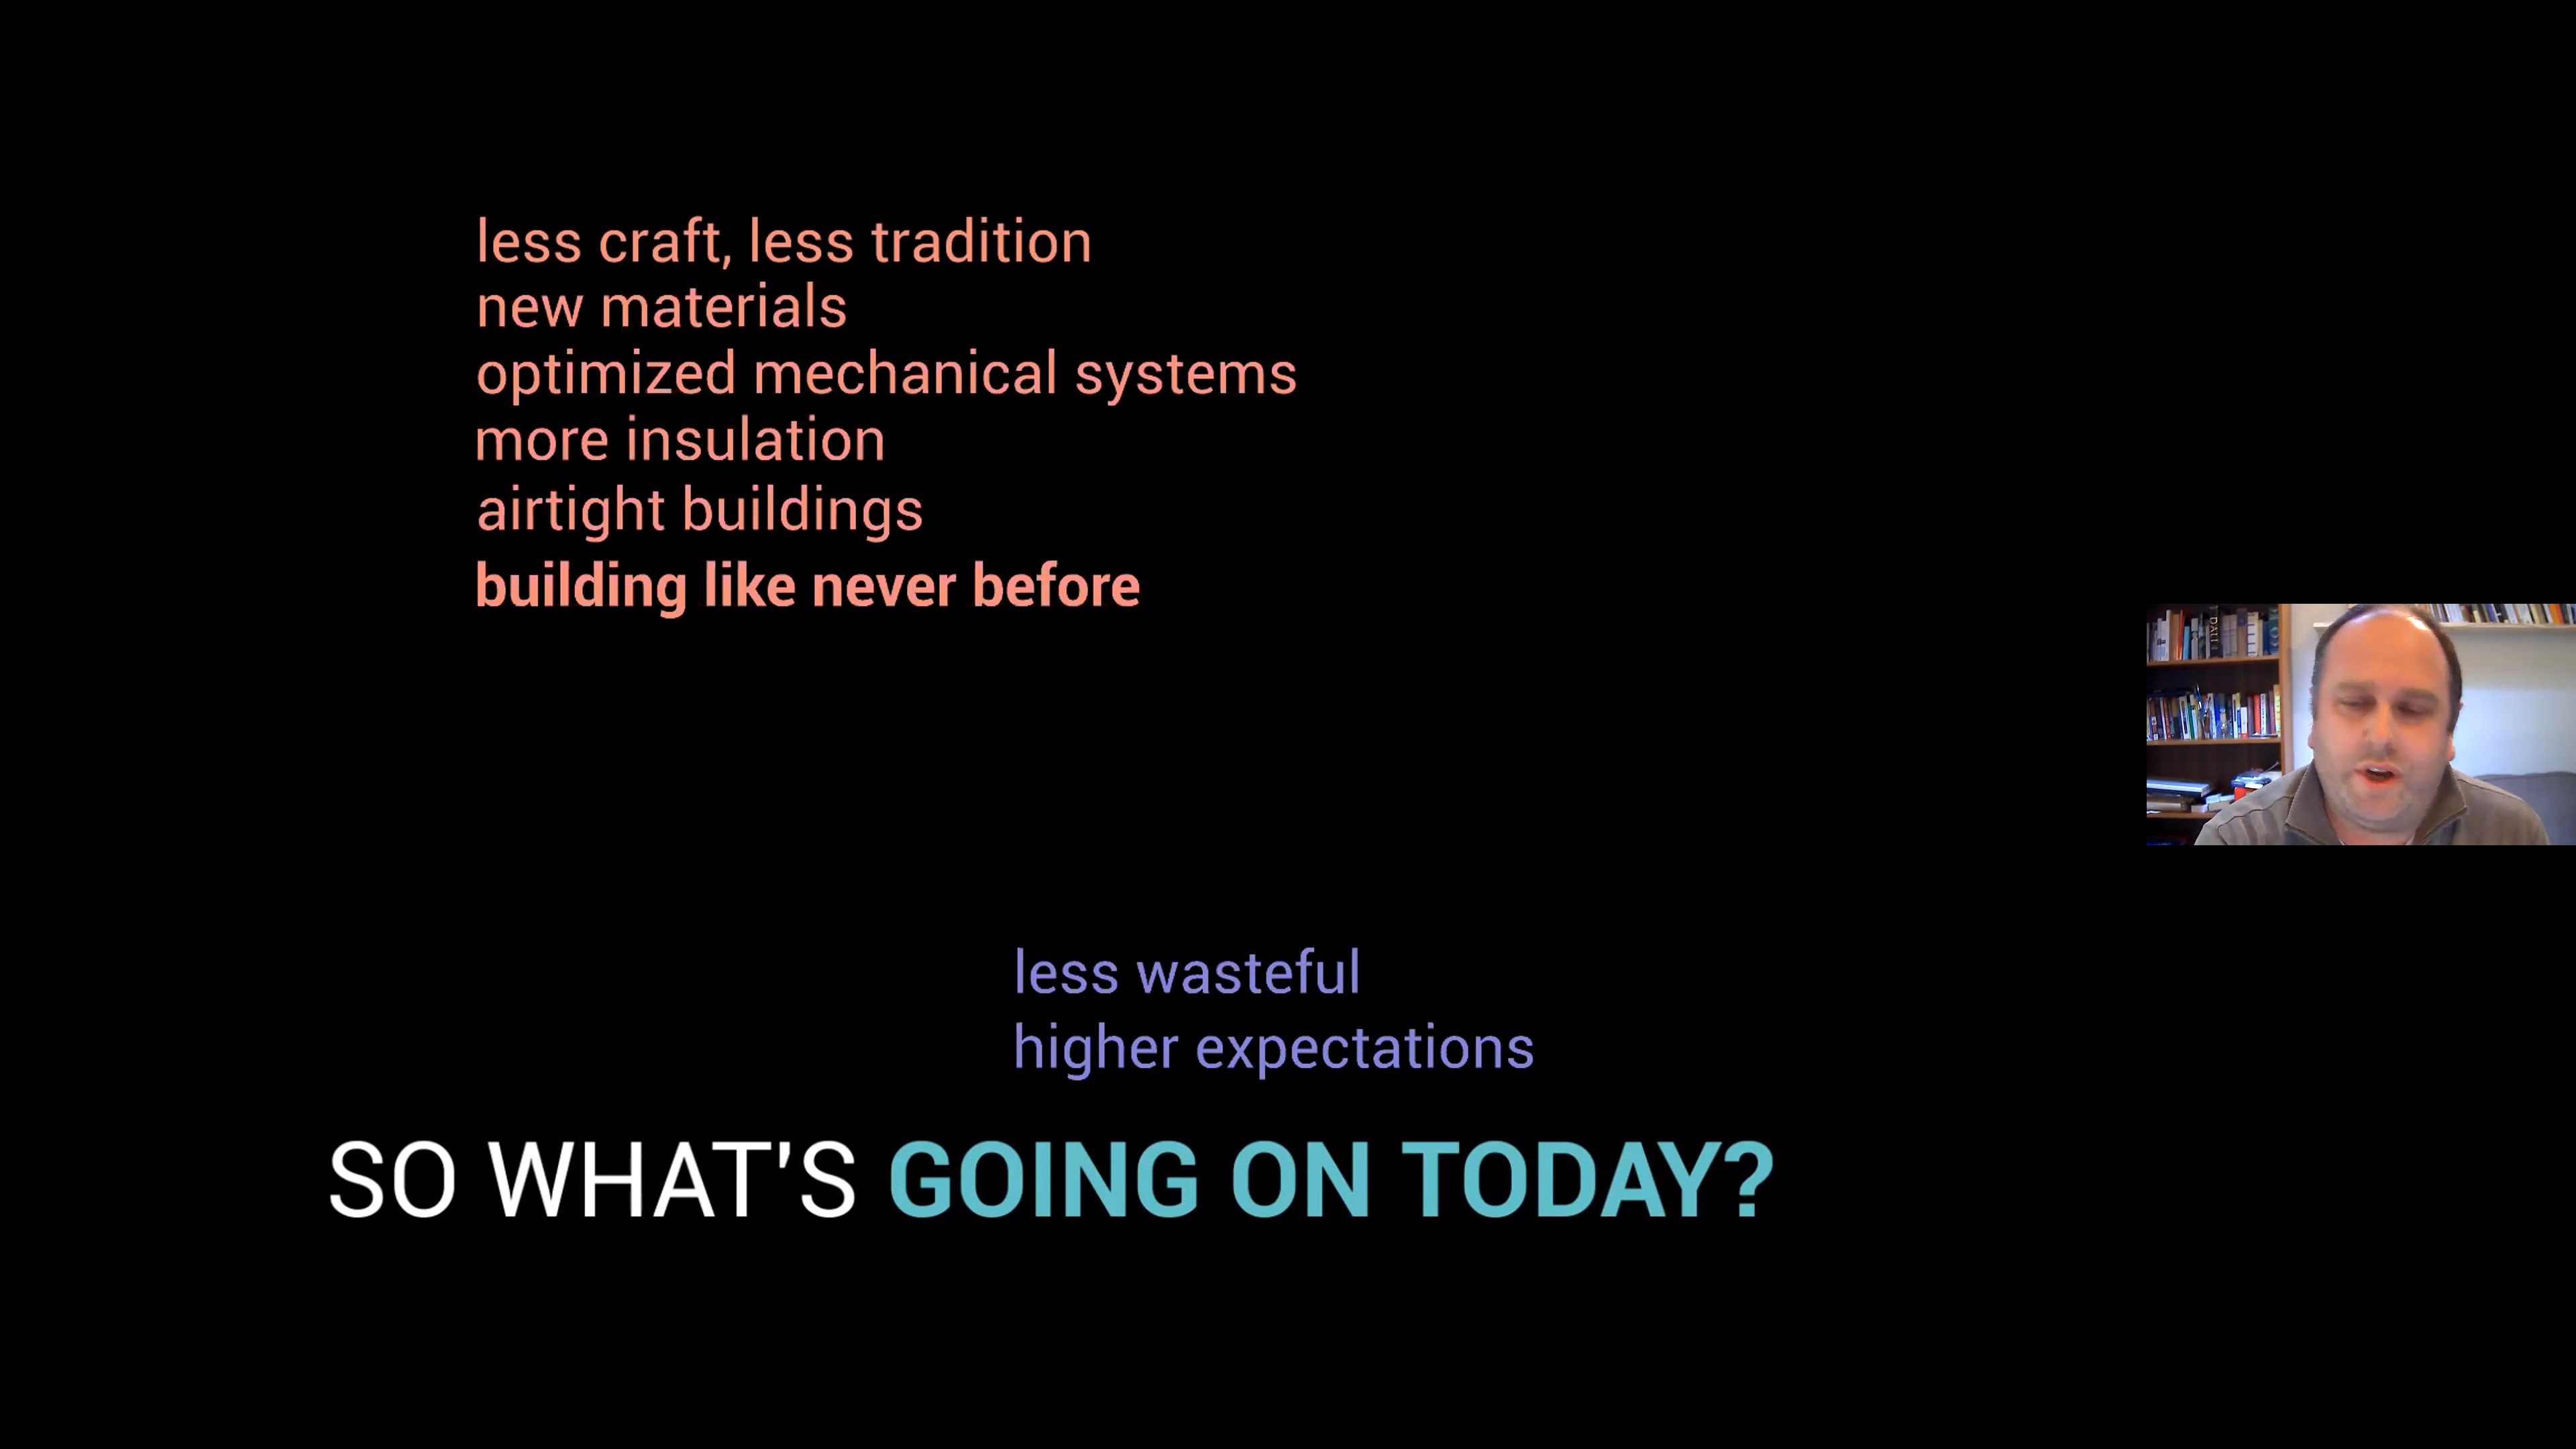 less craft, less tradition
new materials
optimized mechanical systems
more insulation
airtight buildings
building like never before
DALÍ
less wasteful
higher expectations
SO WHAT'S GOING ON TODAY?